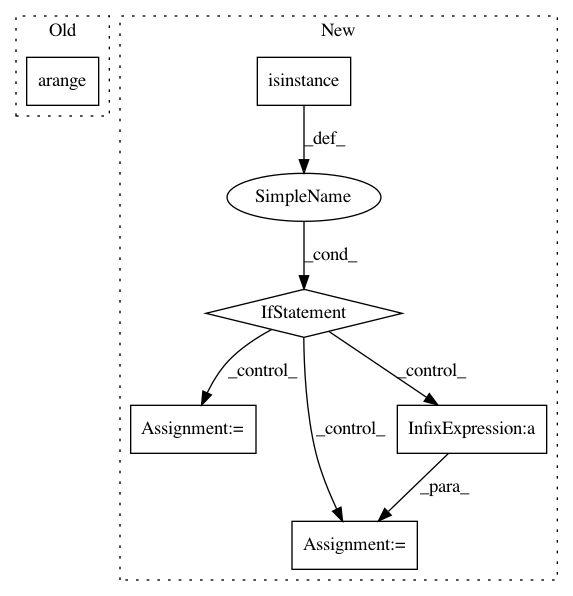 Old
New
arange
isinstance
_def_
SimpleName
_cond_
IfStatement
_control_
_control_
_control_
Assignment:=
InfixExpression:a
_para_
Assignment:=